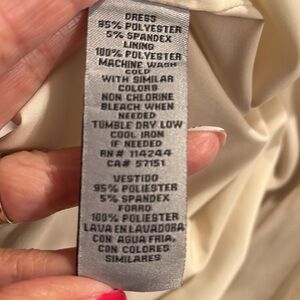 DRESS
95% POLYESTER
5% SPANDEX
LINING
100% POLYESTER
MACHINE WASH
COLD
WITH SIMILAR
COLORS
NON CHLORINE
BLEACH WHEN
NEEDED
TUMBLE DRY LOW
COOL IRON
IF NEEDED
RN# 114244
CA# 57151
VESTIDO
95% POLIESTER
5% SPANDEX
FORRO
100% POLIESTER
LAVA EN LAVADORA
CON AGUA FRIA,
CON COLORES
SIMILARES